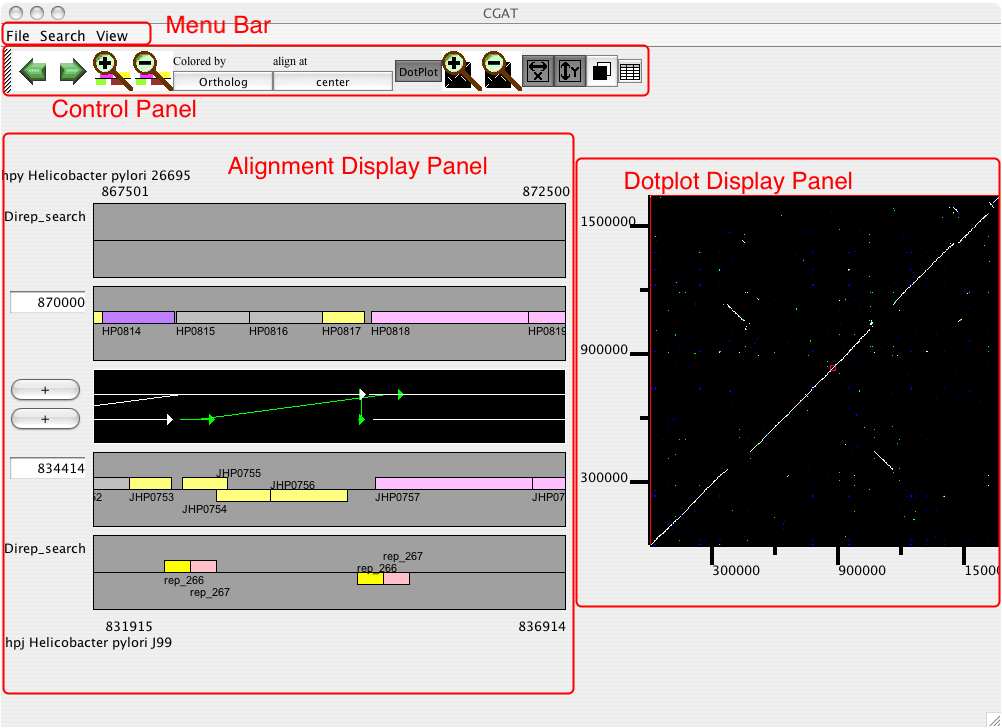 CGAT
File Search View
Menu Bar
Colored by
Ortholog
align at
center
DotPlot
X
Y
Control Panel
Alignment Display Panel
hpy Helicobacter pylori 26695
867501 872500
Direp_search
870000
HP0814 HP0815 HP0816 HP0817 HP0818 HP0819
+
+
834414
JHP0755
JHP0756
52 JHP0753 JHP0757 JHP07
JHP0754
Direp_search
rep_267
rep_266 rep_266
rep_267
831915 836914
hpj Helicobacter pylori J99
Dotplot Display Panel
1500000
900000
300000
300000 900000 15000